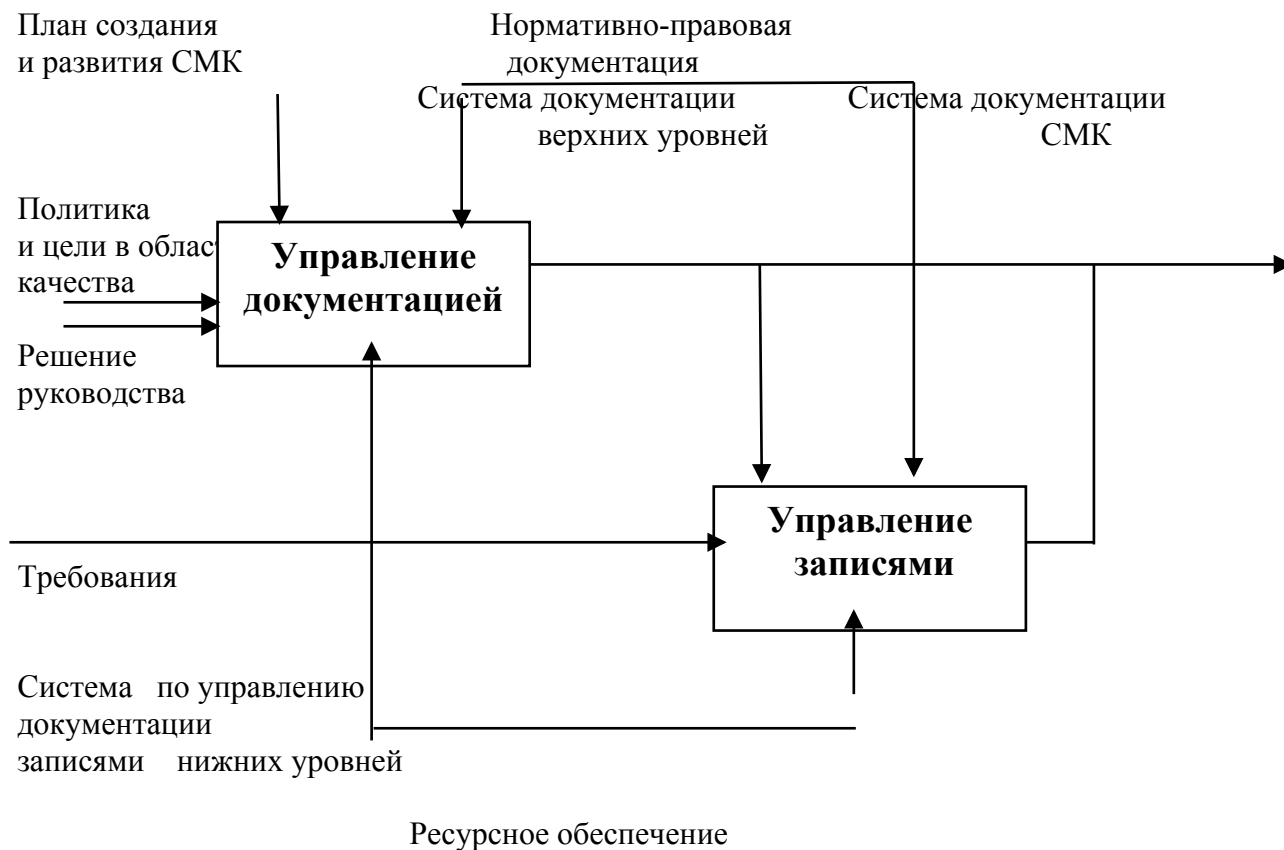 План создания
и развития СМК
Нормативно-правовая
документация
Система документации
верхних уровней
Система документации
СМК
Политика
и цели в облас
качества
Управление
документацией
Решение
руководства
Управление
записями
Требования
Система по управлению
документации
записями нижних уровней
Ресурсное обеспечение